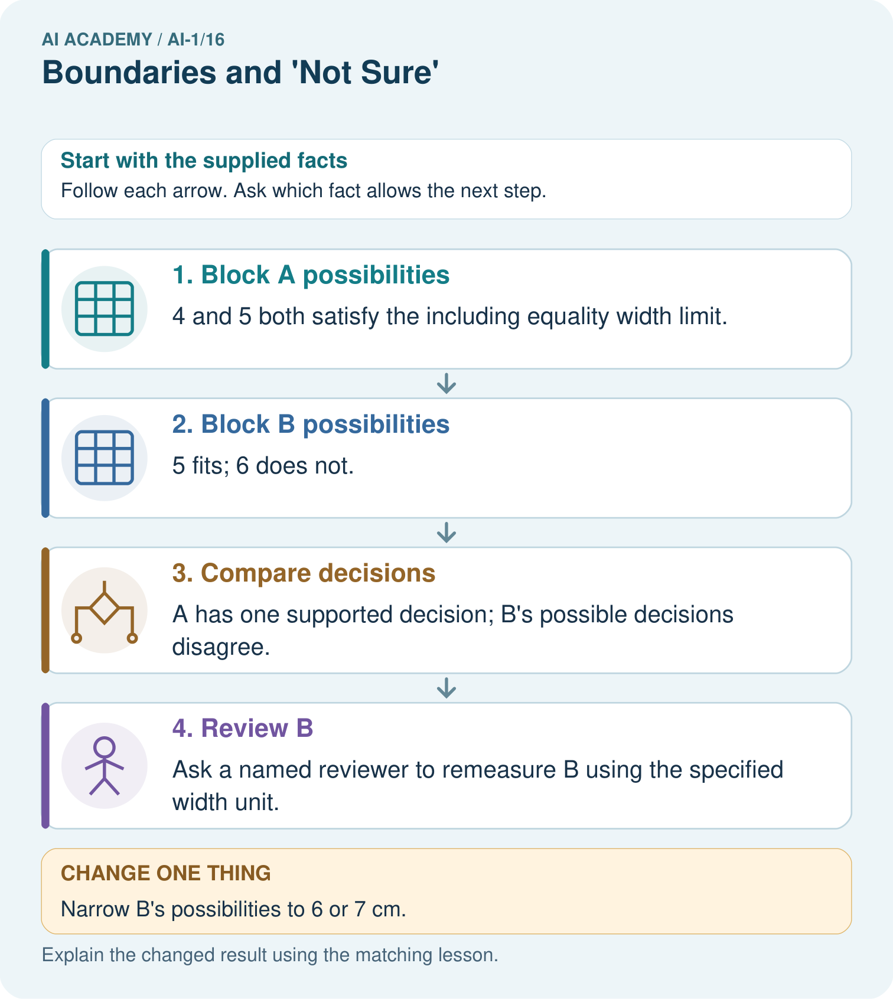 AI ACADEMY / AI-1/16
Boundaries and 'Not Sure'
Start with the supplied facts
Follow each arrow. Ask which fact allows the next step.
1. Block A possibilities
4 and 5 both satisfy the including equality width limit.
2. Block B possibilities
5 fits; 6 does not.
3. Compare decisions
A has one supported decision; B's possible decisions
disagree.
4. Review B
Ask a named reviewer to remeasure B using the specified
width unit.
CHANGE ONE THING
Narrow B's possibilities to 6 or 7 cm.
Explain the changed result using the matching lesson.